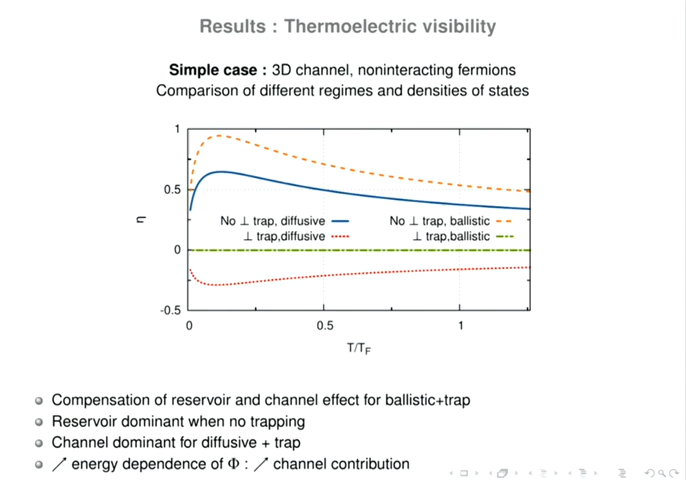 Results : Thermoelectric visibility
Simple case : 3D channel, noninteracting fermions
Comparison of different regimes and densities of states
1
0.5
0
-0.5
η
No ⊥ trap, diffusive
⊥ trap,diffusive
No ⊥ trap, ballistic
⊥ trap,ballistic
0
0.5
1
T/T_F
Compensation of reservoir and channel effect for ballistic+trap
Reservoir dominant when no trapping
Channel dominant for diffusive + trap
↗ energy dependence of Φ : ↗ channel contribution